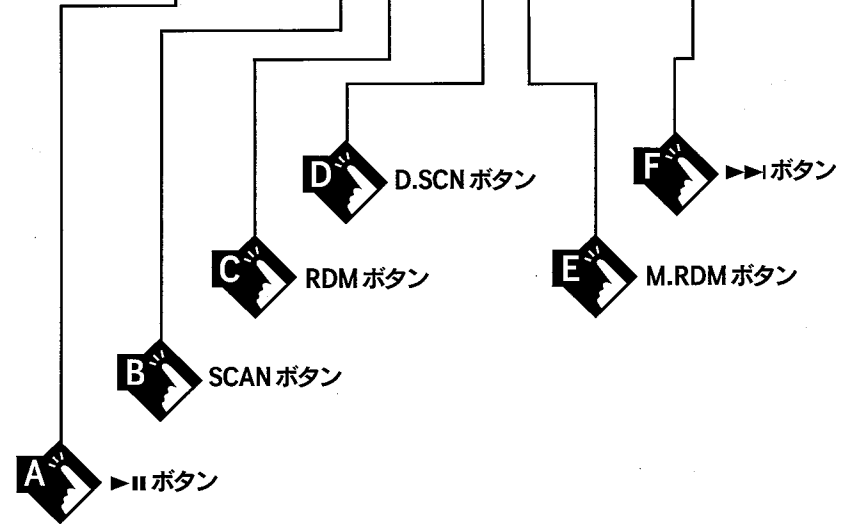 D D.SCN ボタン
F ►►I ボタン
C RDM ボタン
E M.RDM ボタン
B SCAN ボタン
A ►II ボタン